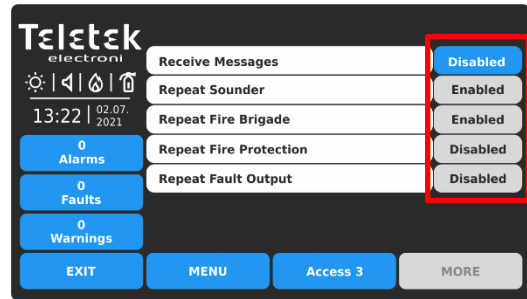 Tεlεtεk
electroni
13:22 | 02.07.
2021
0
Alarms
0
Faults
0
Warnings
Receive Messages Disabled
Repeat Sounder Enabled
Repeat Fire Brigade Enabled
Repeat Fire Protection Disabled
Repeat Fault Output Disabled
EXIT MENU Access 3 MORE